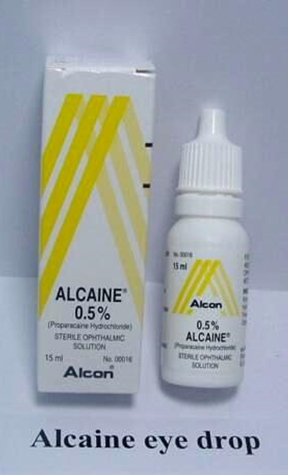 ALCAINE®
0.5%
(Proparacaine Hydrochloride)
STERILE OPHTHALMIC
SOLUTION
15 ml No. 00016
Alcon®
No. 00016
15 ml
Alcon
0.5%
ALCAINE®
(Proparacaine Hydrochloride)
STERILE OPHTHALMIC
SOLUTION
Alcaine eye drop